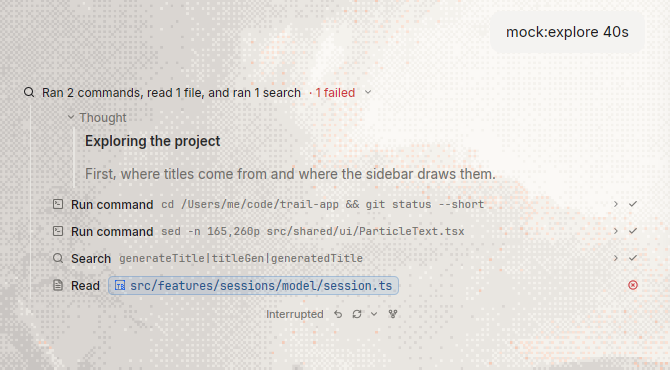 mock:explore 40s
Ran 2 commands, read 1 file, and ran 1 search · 1 failed
Thought
Exploring the project
First, where titles come from and where the sidebar draws them.
Run command cd /Users/me/code/trail-app && git status --short
Run command sed -n 165,260p src/shared/ui/ParticleText.tsx
Search generateTitle|titleGen|generatedTitle
Read TS src/features/sessions/model/session.ts
Interrupted